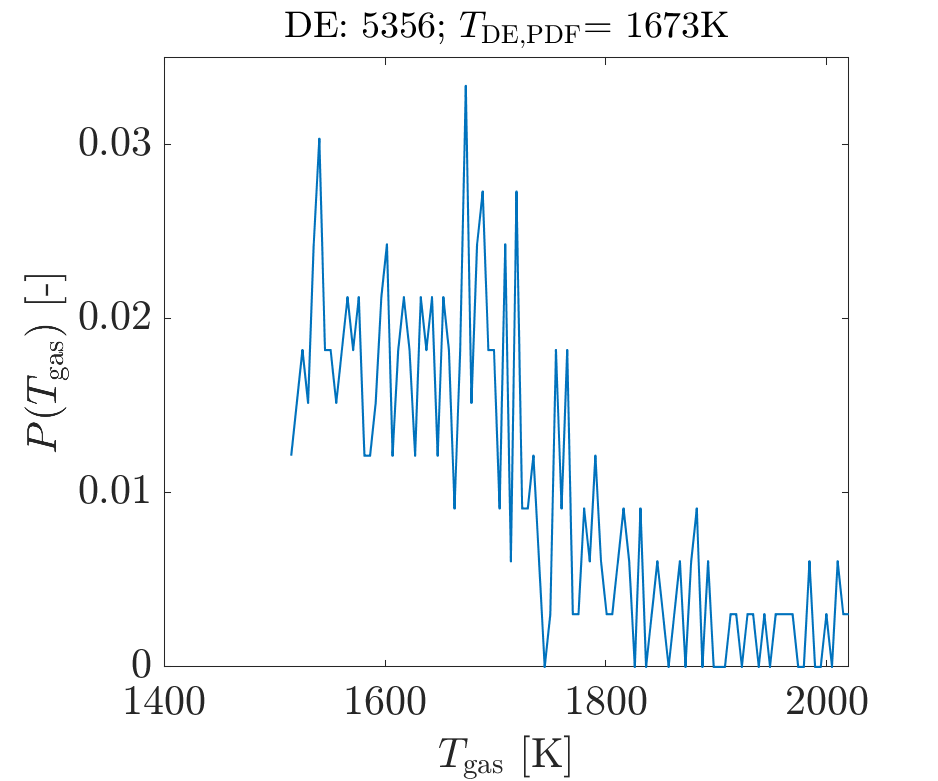 DE: 5356; T_DE,PDF= 1673K
0.03
0.02
0.01
0
P(T_gas) [-]
1400 1600 1800 2000
T_gas [K]